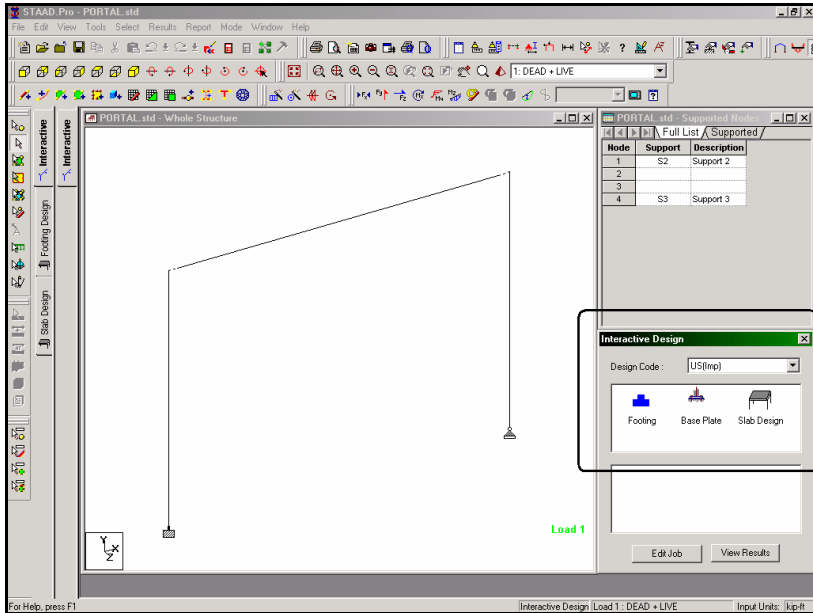 STAAD.Pro - PORTAL.std
File Edit View Tools Select Results Report Mode Window Help
1: DEAD + LIVE
Interactive
Footing Design
Slab Design
Interactive
PORTAL.std - Whole Structure
Load 1
Y
X
Z
PORTAL.std - Supported Nodes
Full List Supported
Node Support Description
1 S2 Support 2
2
3
4 S3 Support 3
Interactive Design
Design Code : US(Imp)
Footing Base Plate Slab Design
Edit Job View Results
For Help, press F1 Interactive Design Load 1 : DEAD + LIVE Input Units: kip-ft